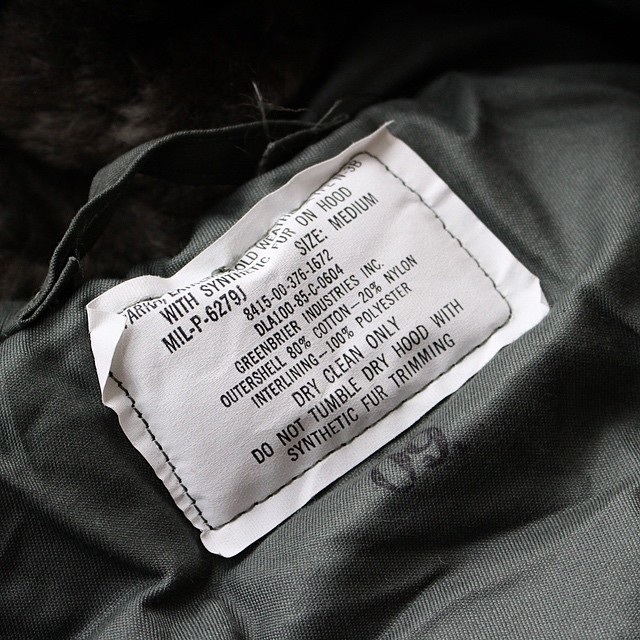 WITH SYNTHETIC FUR ON HOOD
MIL-P-6279J SIZE: MEDIUM
8415-00-376-1672
DLA100-85-C-0604
GREENBRIER INDUSTRIES INC.
OUTERSHELL 80% COTTON-20% NYLON
INTERLINING-100% POLYESTER
DRY CLEAN ONLY
DO NOT TUMBLE DRY HOOD WITH
SYNTHETIC FUR TRIMMING